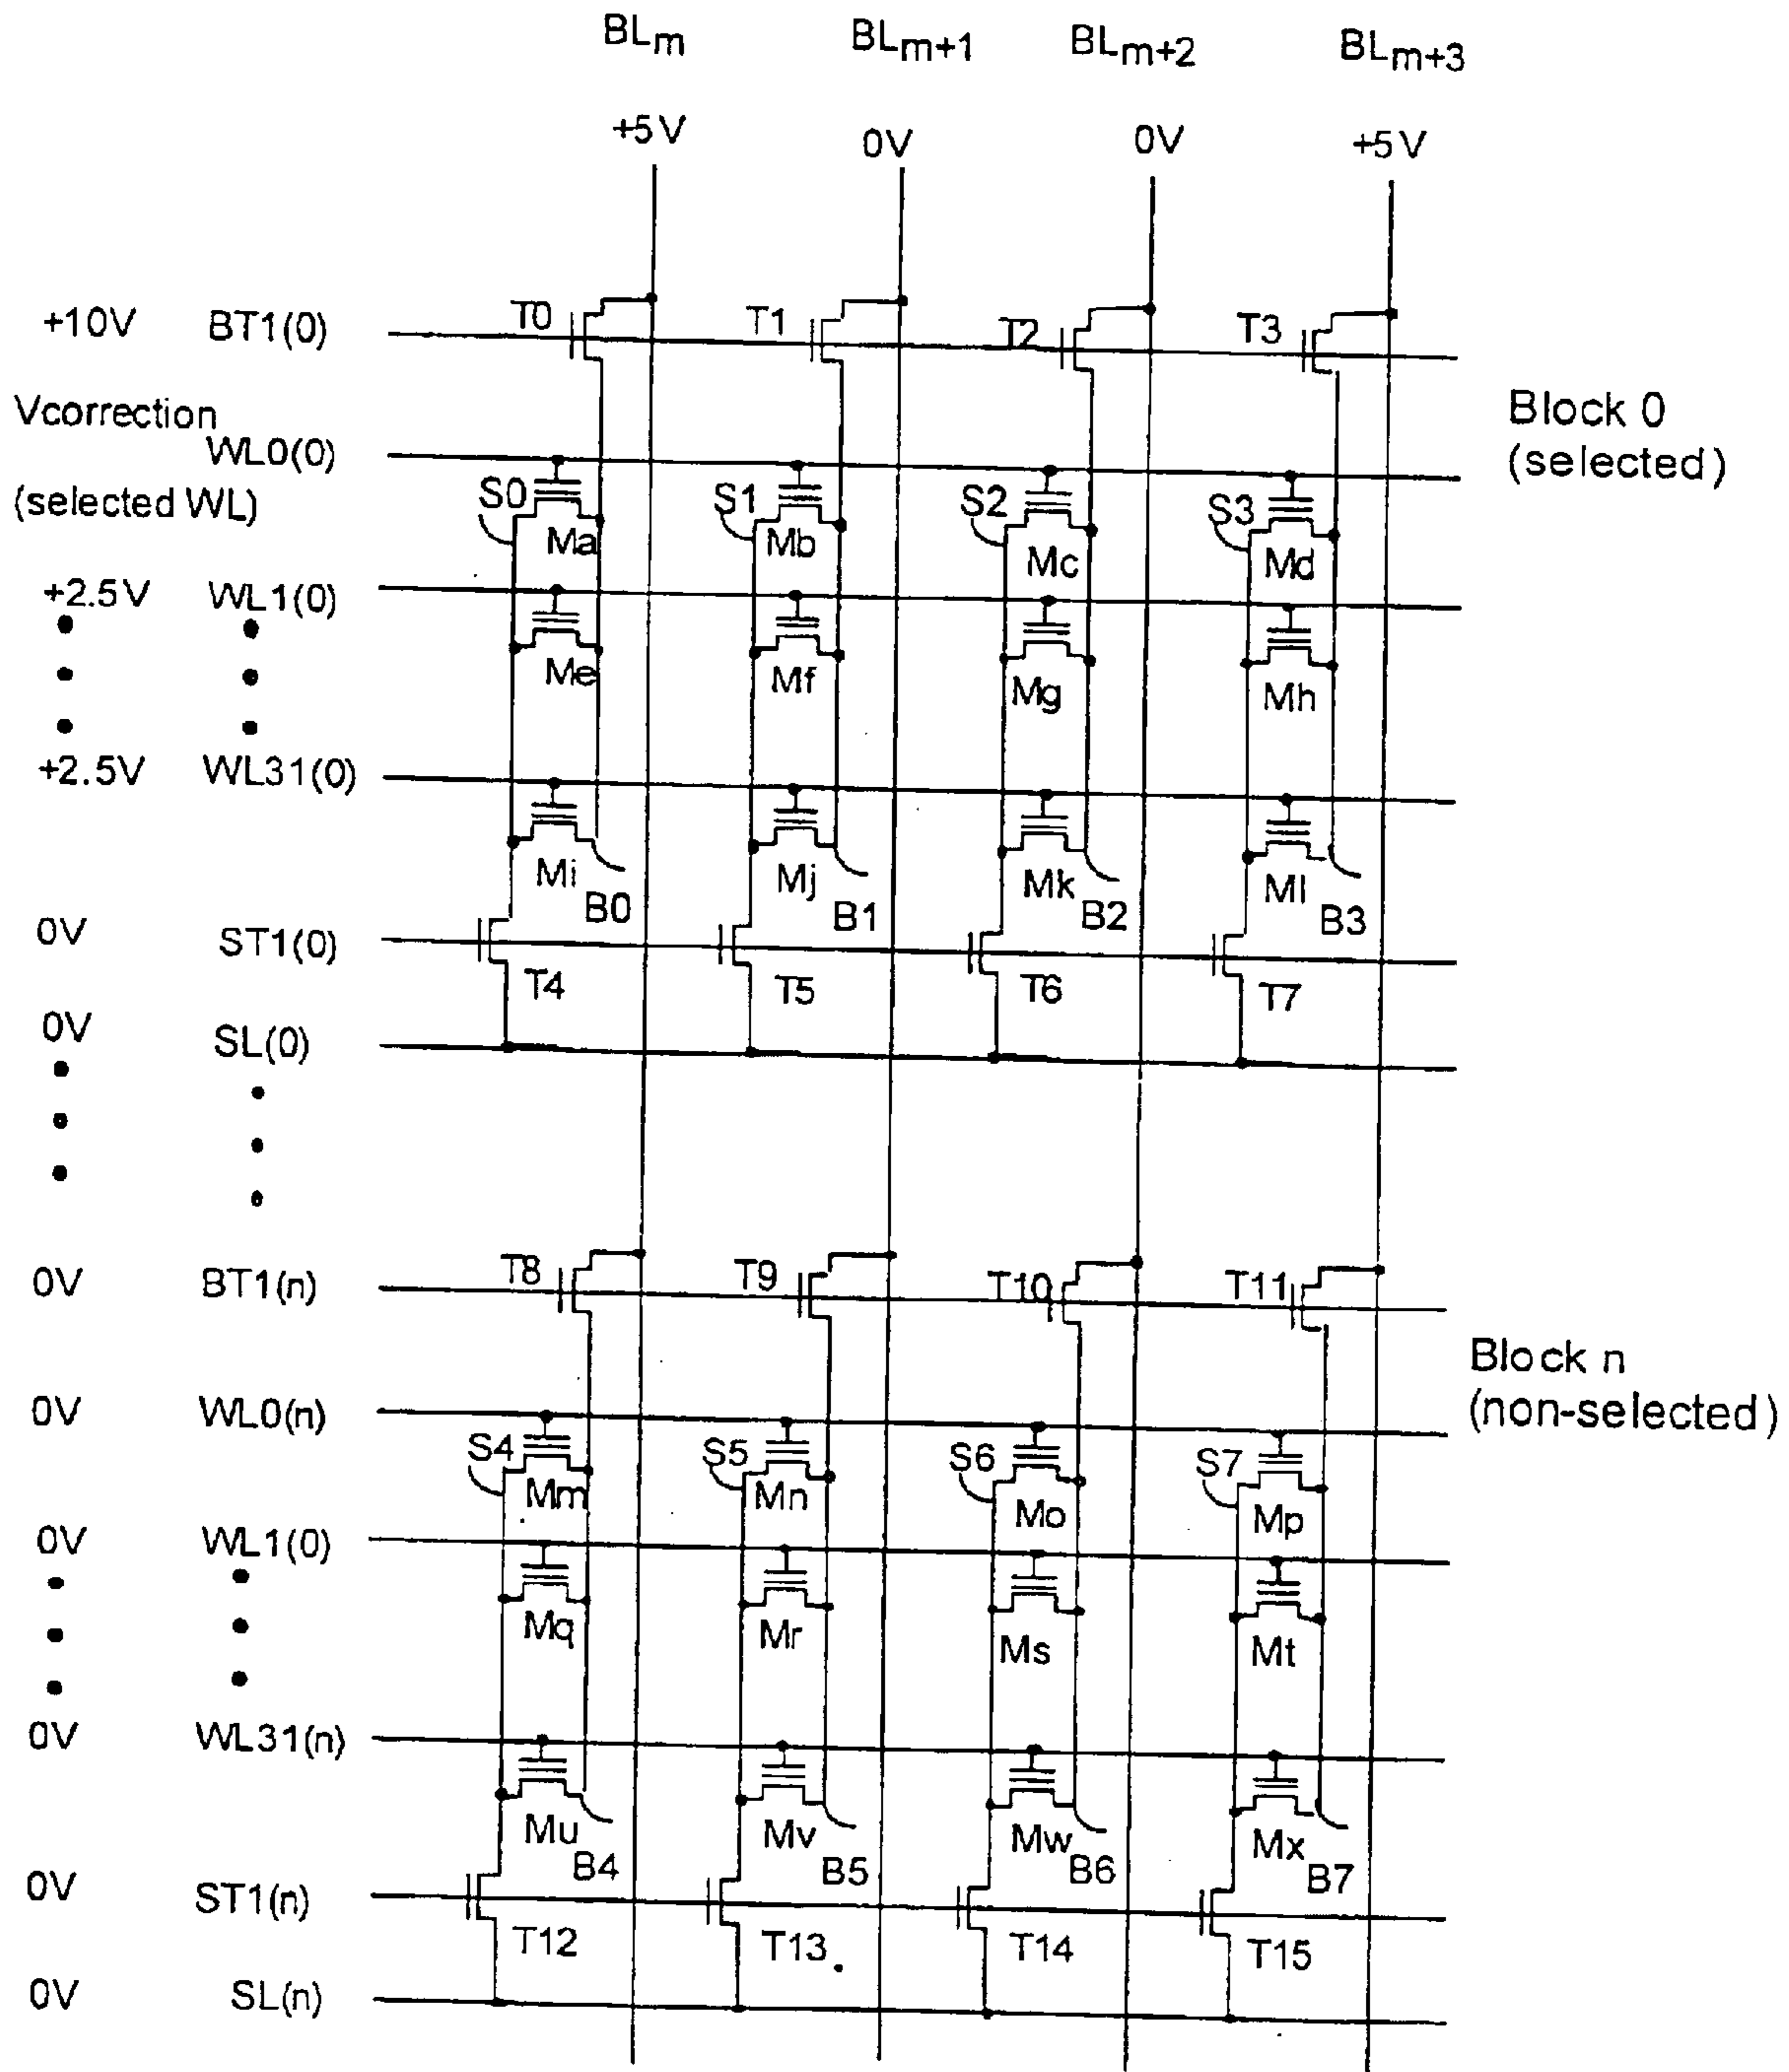 BLm BLm+1 BLm+2 BLm+3
+5V 0V 0V +5V
+10V BT1(0) T0 T1 T2 T3
Vcorrection
WL0(0)
(selected WL)
Block 0
(selected)
S0 S1 S2 S3
Ma Mb Mc Md
+2.5V WL1(0)
Me Mf Mg Mh
+2.5V WL31(0)
Mi Mj Mk Ml
B0 B1 B2 B3
0V ST1(0)
T4 T5 T6 T7
0V SL(0)
0V BT1(n) T8 T9 T10 T11
Block n
(non-selected)
0V WL0(n)
S4 S5 S6 S7
Mm Mn Mo Mp
0V WL1(0)
Mq Mr Ms Mt
0V WL31(n)
Mu Mv Mw Mx
B4 B5 B6 B7
0V ST1(n)
T12 T13 T14 T15
0V SL(n)